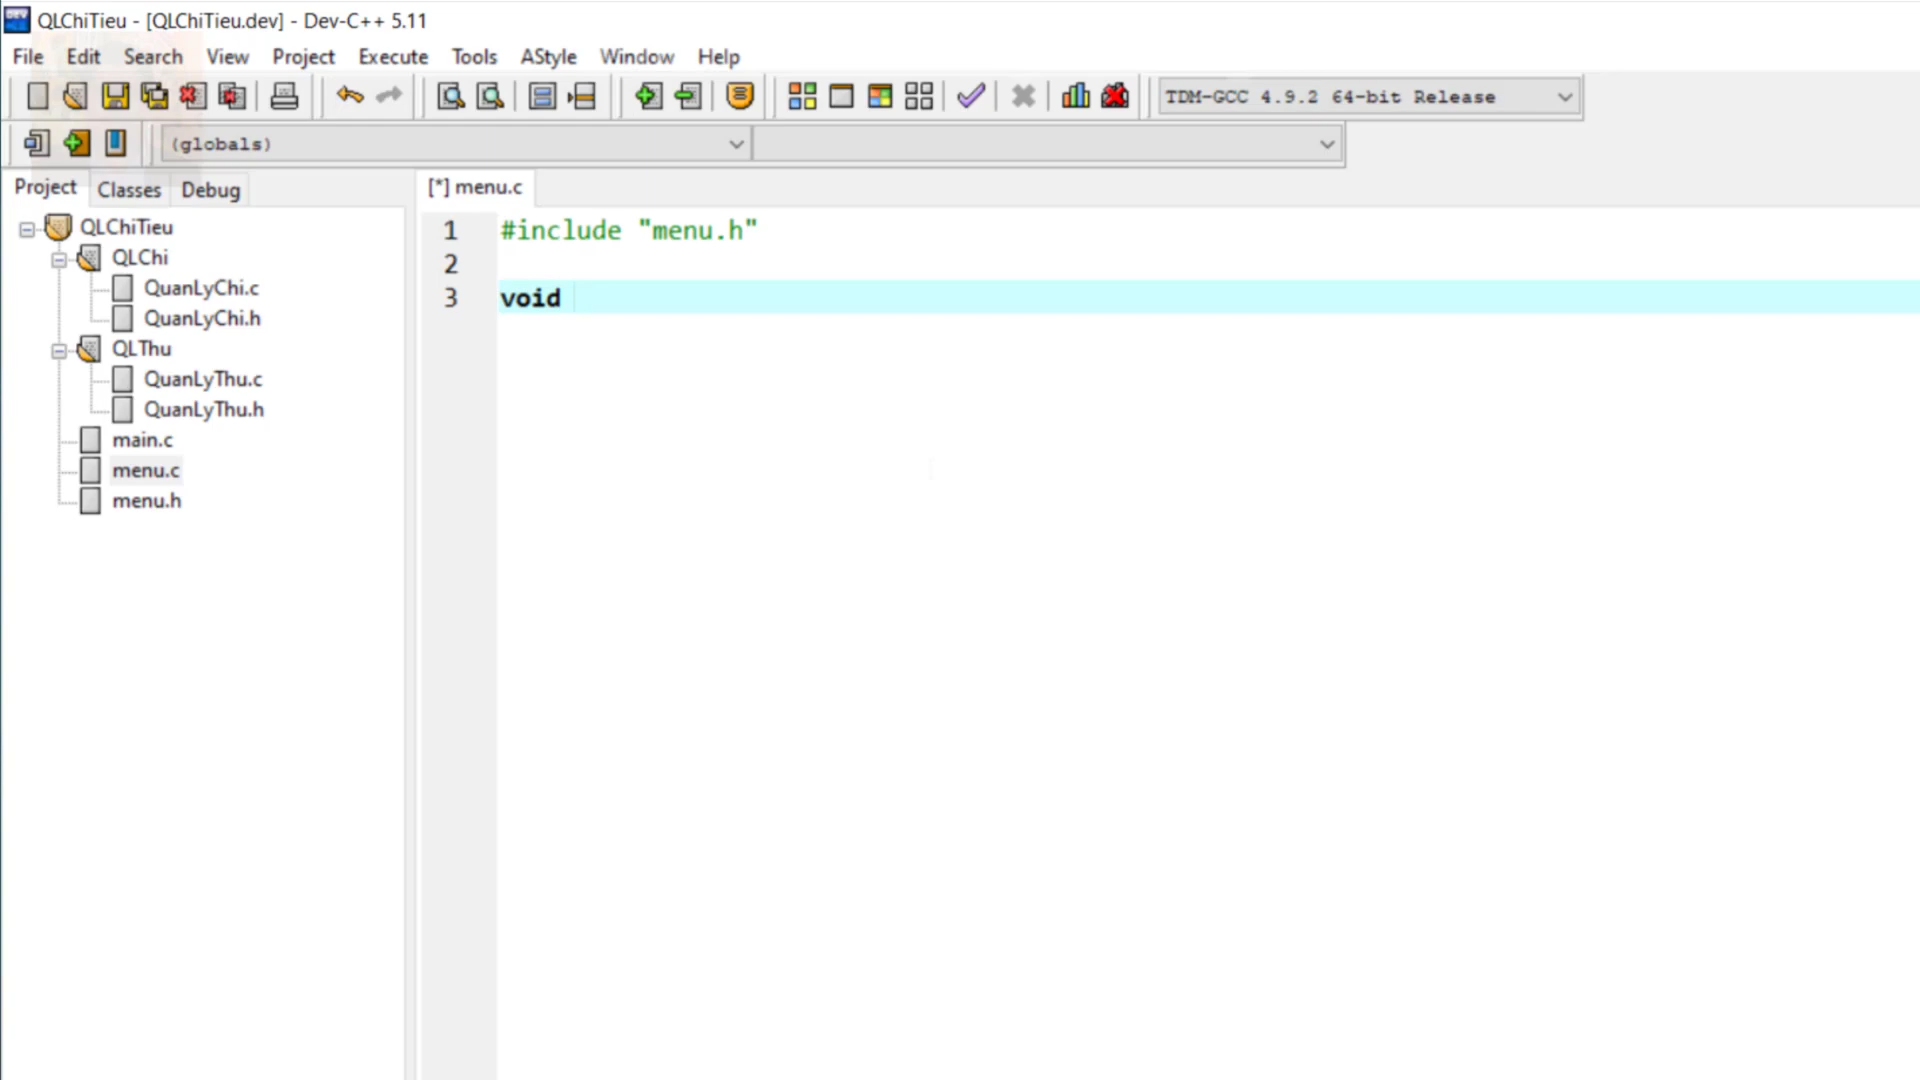 QLChiTieu - [QLChiTieu.dev] - Dev-C++ 5.11
File Edit Search View Project Execute Tools AStyle Window Help
TDM-GCC 4.9.2 64-bit Release
(globals)
Project Classes Debug
[*] menu.c
QLChiTieu
QLChi
QuanLyChi.c
QuanLyChi.h
QLThu
QuanLyThu.c
QuanLyThu.h
main.c
menu.c
menu.h
1 #include "menu.h"
2
3 void